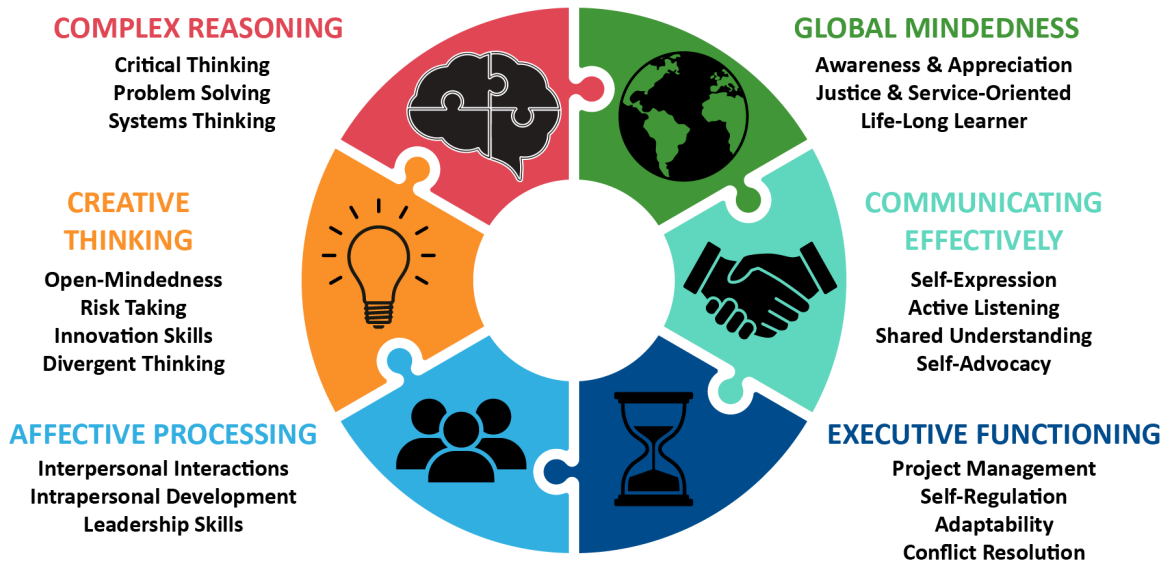 COMPLEX REASONING
Critical Thinking
Problem Solving
Systems Thinking
GLOBAL MINDEDNESS
Awareness & Appreciation
Justice & Service-Oriented
Life-Long Learner
CREATIVE
THINKING
Open-Mindedness
Risk Taking
Innovation Skills
Divergent Thinking
COMMUNICATING
EFFECTIVELY
Self-Expression
Active Listening
Shared Understanding
Self-Advocacy
AFFECTIVE PROCESSING
Interpersonal Interactions
Intrapersonal Development
Leadership Skills
EXECUTIVE FUNCTIONING
Project Management
Self-Regulation
Adaptability
Conflict Resolution